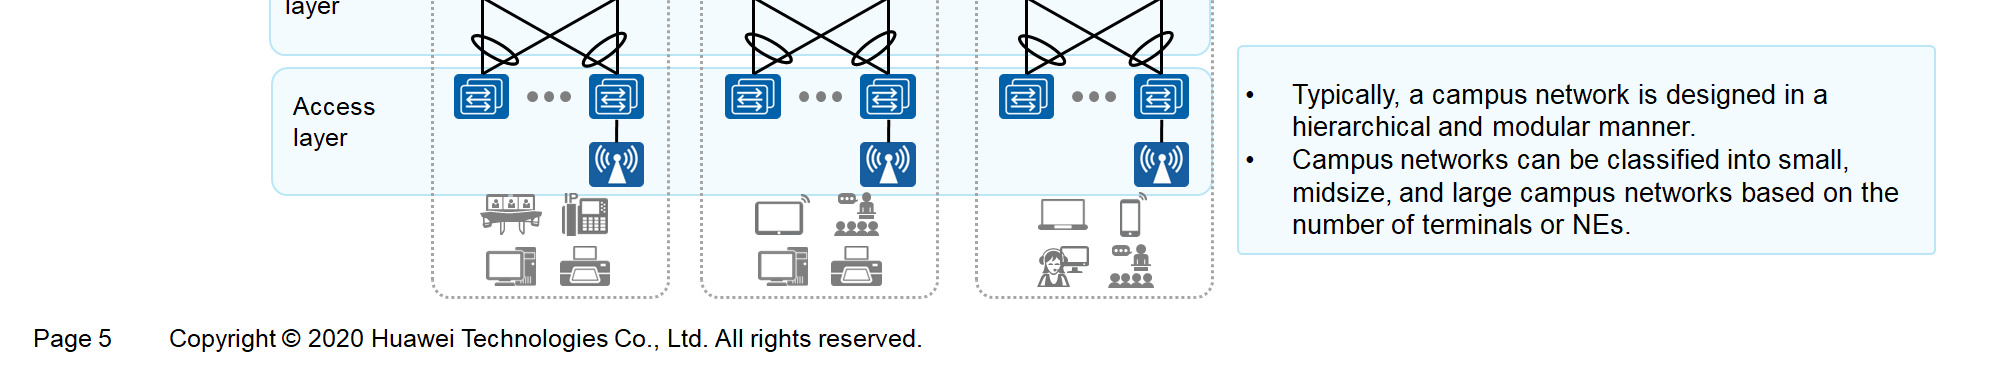 layer
Access
layer
IP
• Typically, a campus network is designed in a
hierarchical and modular manner.
• Campus networks can be classified into small,
midsize, and large campus networks based on the
number of terminals or NEs.
Page 5 Copyright © 2020 Huawei Technologies Co., Ltd. All rights reserved.